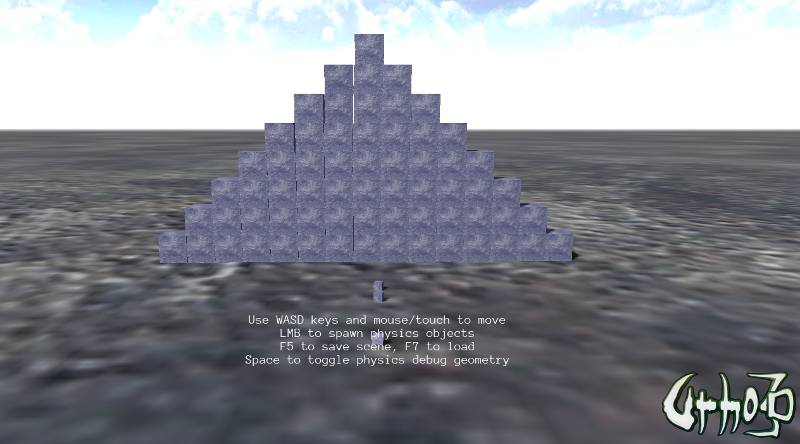 Use WASD keys and mouse/touch to move
LMB to spawn physics objects
F5 to save scene, F7 to load
Space to toggle physics debug geometry
Urho3D